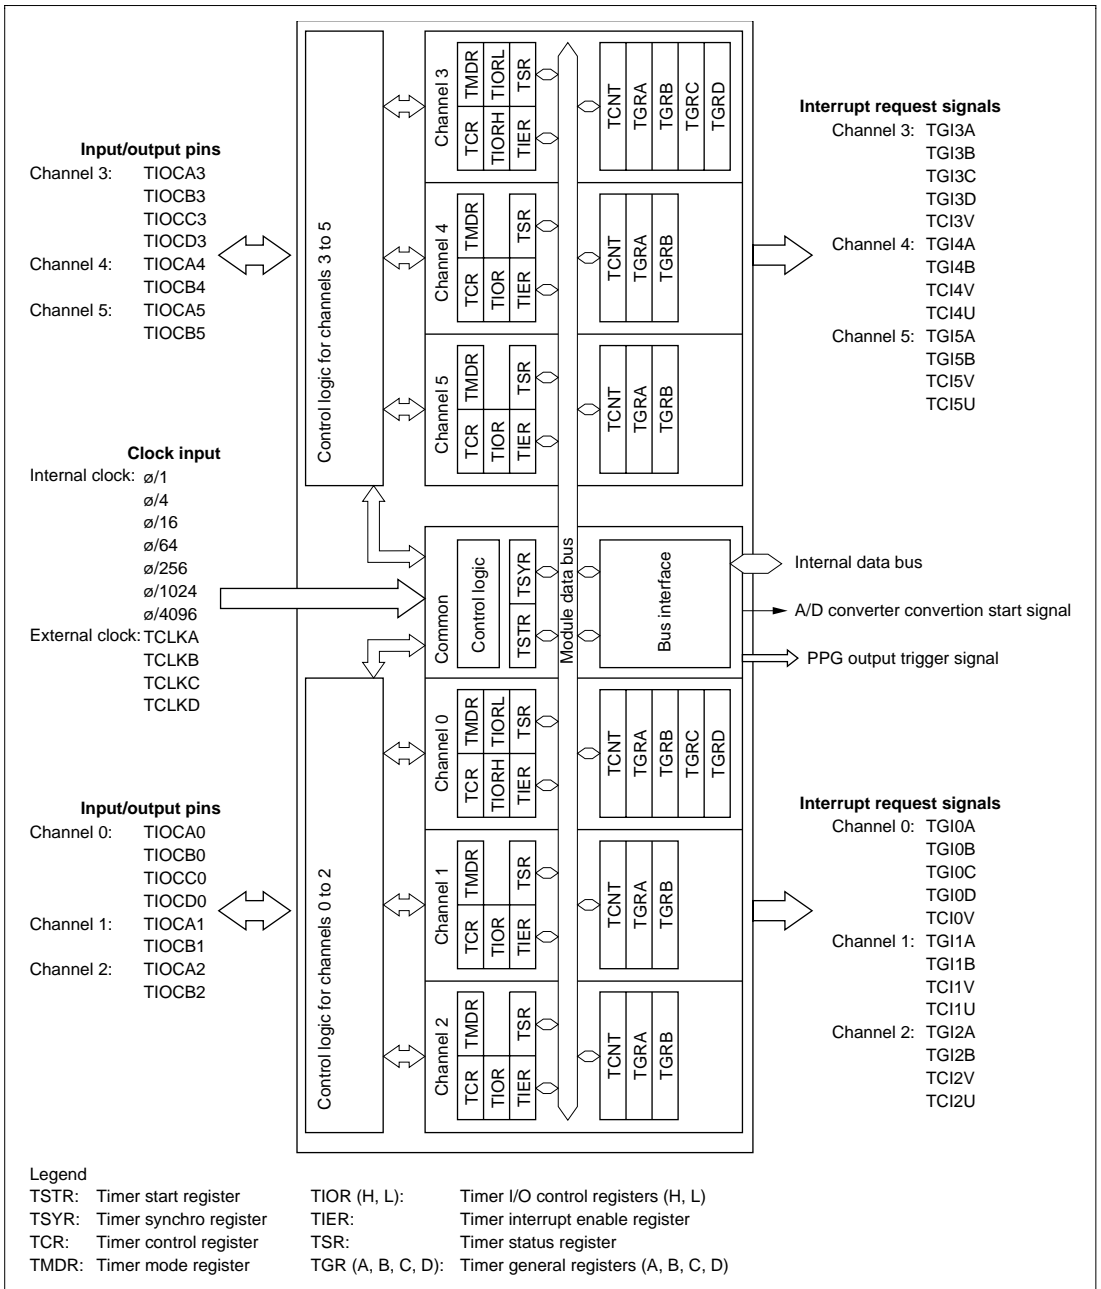 Input/output pins
Channel 3: TIOCA3
TIOCB3
TIOCC3
TIOCD3
Channel 4: TIOCA4
TIOCB4
Channel 5: TIOCA5
TIOCB5
Clock input
Internal clock: ø/1
ø/4
ø/16
ø/64
ø/256
ø/1024
ø/4096
External clock: TCLKA
TCLKB
TCLKC
TCLKD
Input/output pins
Channel 0: TIOCA0
TIOCB0
TIOCC0
TIOCD0
Channel 1: TIOCA1
TIOCB1
Channel 2: TIOCA2
TIOCB2
Control logic for channels 3 to 5
Control logic for channels 0 to 2
Channel 3
TCR TMDR
TIORH TIORL
TIER TSR
TCNT
TGRA
TGRB
TGRC
TGRD
Channel 4
TCR TMDR
TIOR
TIER TSR
TCNT
TGRA
TGRB
Channel 5
TCR TMDR
TIOR
TIER TSR
TCNT
TGRA
TGRB
Common
Control logic
TSTR TSYR
Module data bus
Bus interface
Channel 0
TCR TMDR
TIORH TIORL
TIER TSR
TCNT
TGRA
TGRB
TGRC
TGRD
Channel 1
TCR TMDR
TIOR
TIER TSR
TCNT
TGRA
TGRB
Channel 2
TCR TMDR
TIOR
TIER TSR
TCNT
TGRA
TGRB
Interrupt request signals
Channel 3: TGI3A
TGI3B
TGI3C
TGI3D
TCI3V
Channel 4: TGI4A
TGI4B
TCI4V
TCI4U
Channel 5: TGI5A
TGI5B
TCI5V
TCI5U
Internal data bus
A/D converter convertion start signal
PPG output trigger signal
Interrupt request signals
Channel 0: TGI0A
TGI0B
TGI0C
TGI0D
TCI0V
Channel 1: TGI1A
TGI1B
TCI1V
TCI1U
Channel 2: TGI2A
TGI2B
TCI2V
TCI2U
Legend
TSTR: Timer start register
TSYR: Timer synchro register
TCR: Timer control register
TMDR: Timer mode register
TIOR (H, L): Timer I/O control registers (H, L)
TIER: Timer interrupt enable register
TSR: Timer status register
TGR (A, B, C, D): Timer general registers (A, B, C, D)